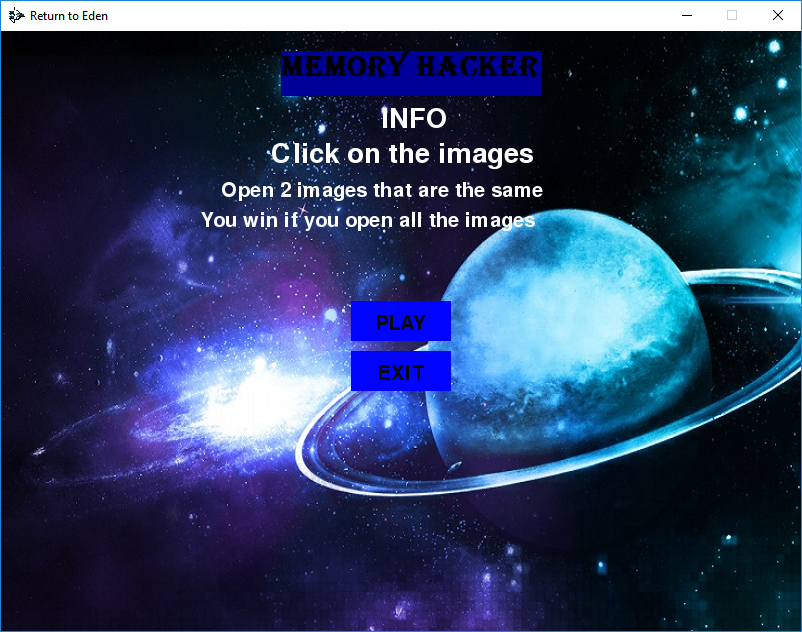 Return to Eden
MEMORY HACKER
INFO
Click on the images
Open 2 images that are the same
You win if you open all the images
PLAY
EXIT